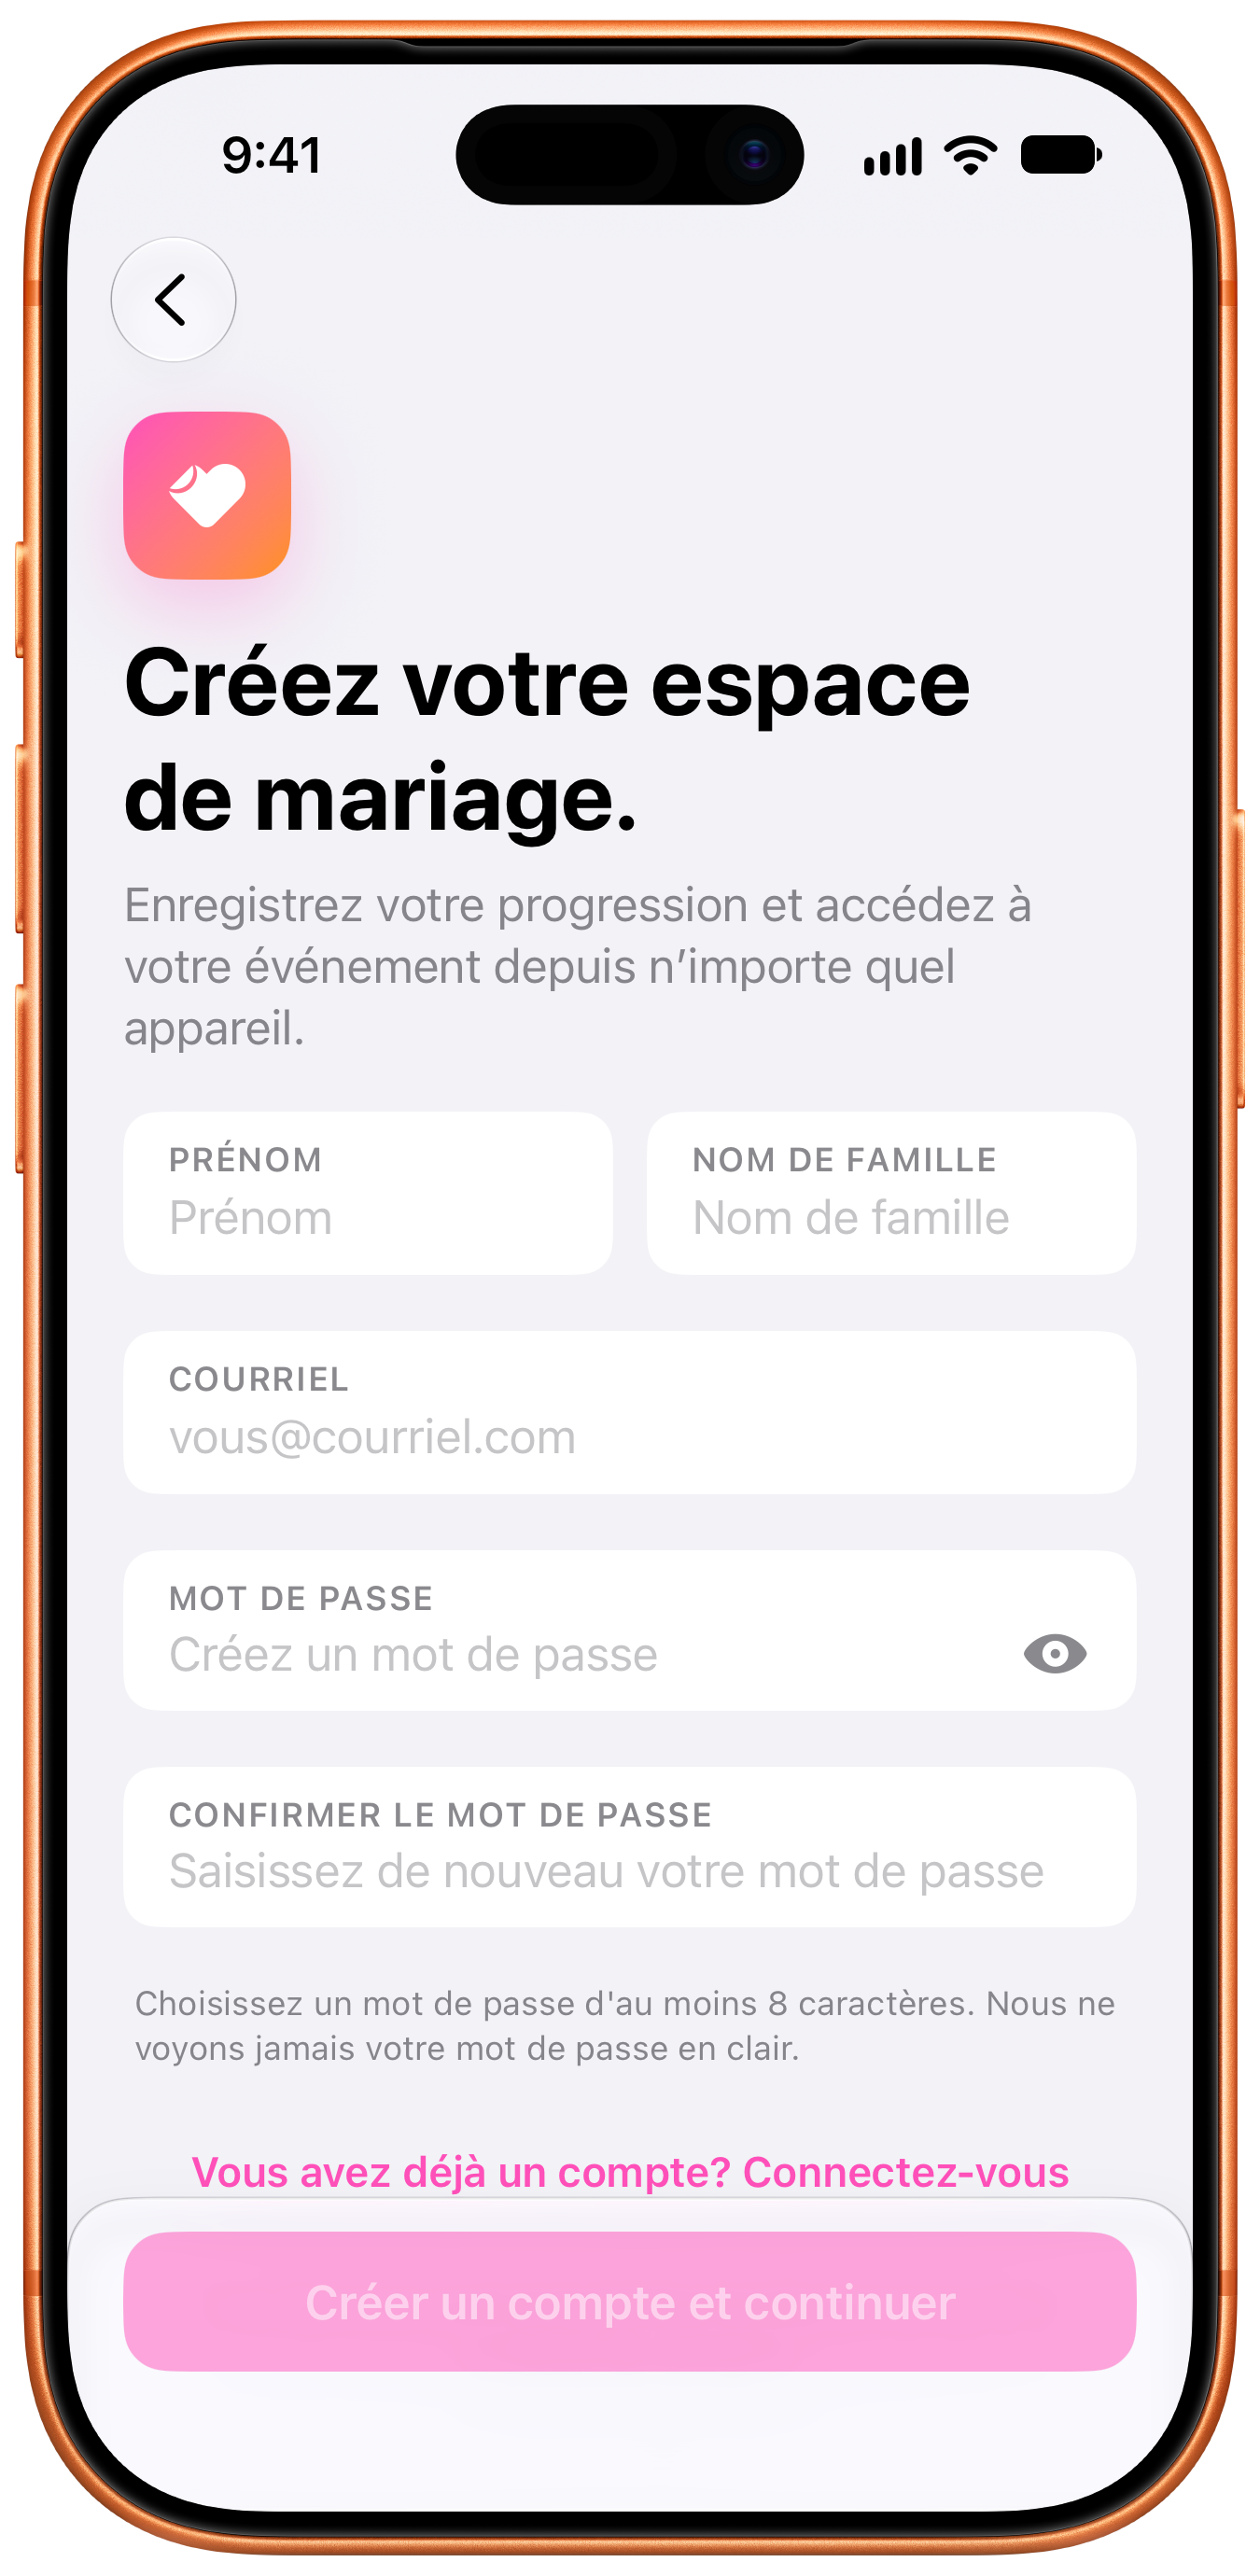 9:41
Créez votre espace
de mariage.
Enregistrez votre progression et accédez à
votre événement depuis n’importe quel
appareil.
PRÉNOM
Prénom
NOM DE FAMILLE
Nom de famille
COURRIEL
vous@courriel.com
MOT DE PASSE
Créez un mot de passe
CONFIRMER LE MOT DE PASSE
Saisissez de nouveau votre mot de passe
Choisissez un mot de passe d'au moins 8 caractères. Nous ne
voyons jamais votre mot de passe en clair.
Vous avez déjà un compte? Connectez-vous
Créer un compte et continuer